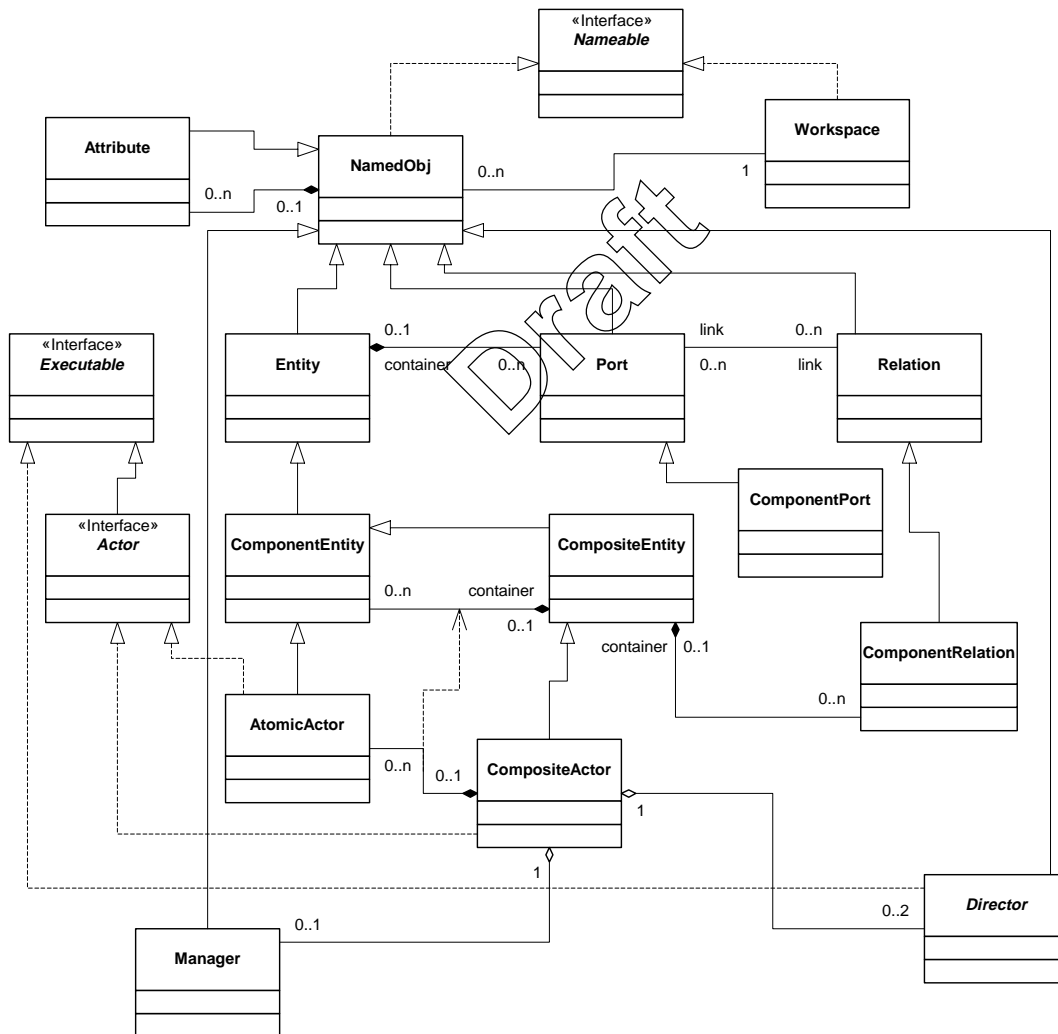 «Interface»
Nameable
Workspace
Attribute
NamedObj
0..n
1
0..n
0..1
Draft
«Interface»
Executable
Entity
0..1
container
0..n
Port
link
0..n
0..n
link
Relation
ComponentPort
«Interface»
Actor
ComponentEntity
CompositeEntity
0..n
container
0..1
container
0..1
ComponentRelation
0..n
AtomicActor
0..n
0..1
CompositeActor
1
1
0..2
Director
0..1
Manager